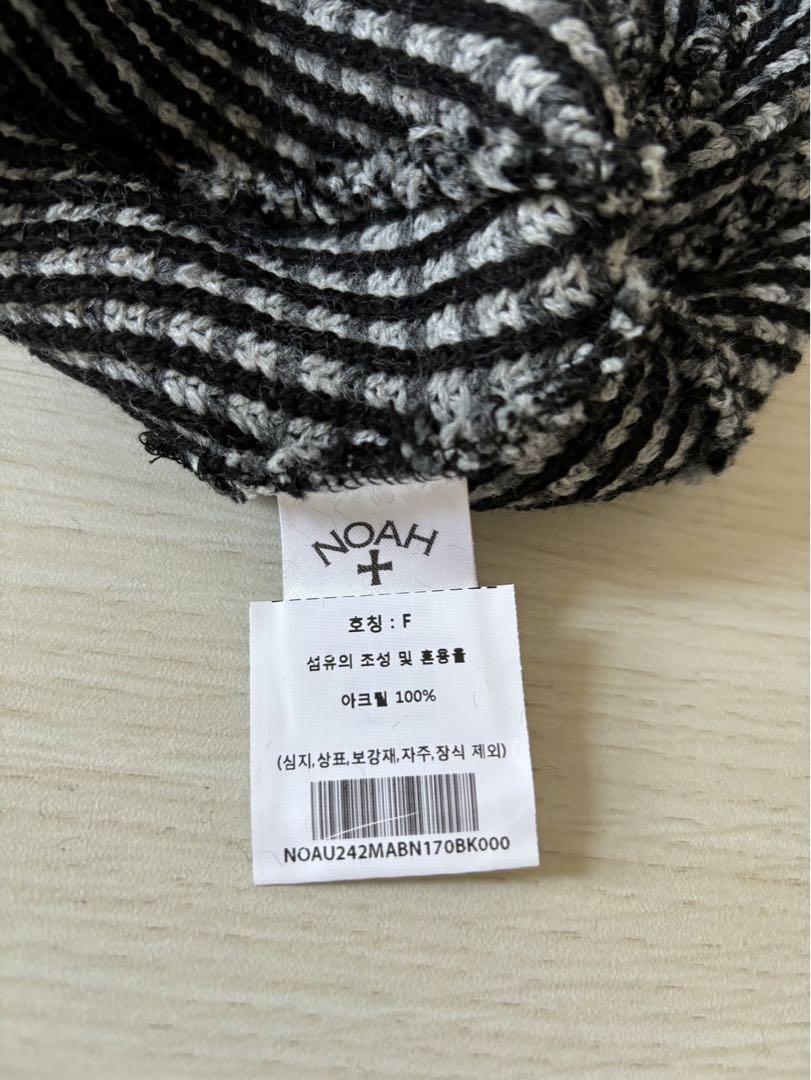 NOAH
호칭 : F
섬유의 조성 및 혼용율
아크릴 100%
(심지,상표,보강재,자주,장식 제외)
NOAU242MABN170BK000